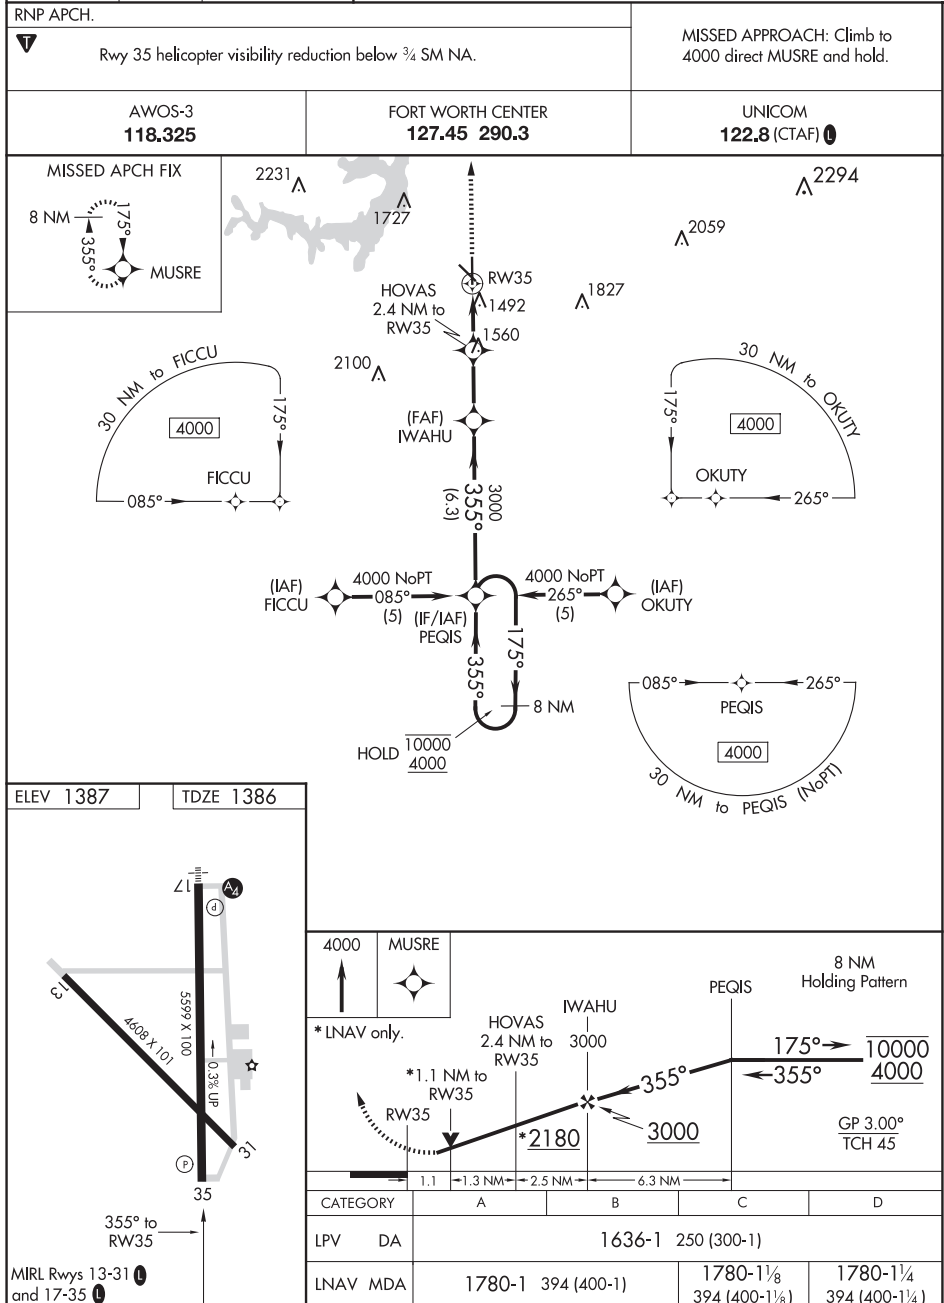 RNP APCH.
T
Rwy 35 helicopter visibility reduction below ¾ SM NA.
MISSED APPROACH: Climb to
4000 direct MUSRE and hold.
AWOS-3
118.325
FORT WORTH CENTER
127.45 290.3
UNICOM
122.8 (CTAF) L
MISSED APCH FIX
8 NM
175°
355°
MUSRE
2231
1727
2294
2059
RW35
1492
1827
HOVAS
2.4 NM to
RW35
1560
2100
30 NM to FICCU
4000
175°
FICCU
085°
30 NM to OKUTY
4000
175°
OKUTY
265°
(FAF)
IWAHU
3000
355°
(6.3)
(IAF)
FICCU
4000 NoPT
085°
(5)
(IF/IAF)
PEQIS
4000 NoPT
265°
(5)
(IAF)
OKUTY
355°
175°
8 NM
HOLD
10000
4000
085°
265°
PEQIS
4000
30 NM to PEQIS (NoPT)
ELEV 1387
TDZE 1386
17
A4
P
13
4608 X 101
5599 X 100
0.3% UP
31
P
35
355° to
RW35
MIRL Rwys 13-31 L
and 17-35 L
4000
MUSRE
* LNAV only.
8 NM
Holding Pattern
PEQIS
IWAHU
3000
HOVAS
2.4 NM to
RW35
*1.1 NM to
RW35
RW35
175°
355°
10000
4000
355°
*2180
3000
GP 3.00°
TCH 45
1.1
1.3 NM
2.5 NM
6.3 NM
CATEGORY A B C D
LPV DA 1636-1 250 (300-1)
LNAV MDA 1780-1 394 (400-1)
1780-1⅛
394 (400-1⅛)
1780-1¼
394 (400-1¼)